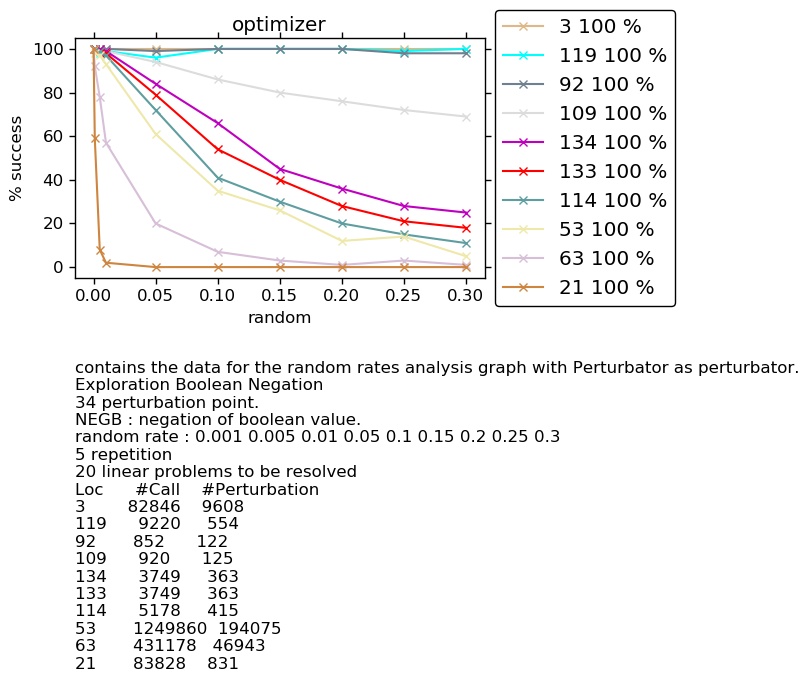 optimizer
% success
100
80
60
40
20
0
0.00 0.05 0.10 0.15 0.20 0.25 0.30
random
3 100 %
119 100 %
92 100 %
109 100 %
134 100 %
133 100 %
114 100 %
53 100 %
63 100 %
21 100 %
contains the data for the random rates analysis graph with Perturbator as perturbator.
Exploration Boolean Negation
34 perturbation point.
NEGB : negation of boolean value.
random rate : 0.001 0.005 0.01 0.05 0.1 0.15 0.2 0.25 0.3
5 repetition
20 linear problems to be resolved
Loc #Call #Perturbation
3 82846 9608
119 9220 554
92 852 122
109 920 125
134 3749 363
133 3749 363
114 5178 415
53 1249860 194075
63 431178 46943
21 83828 831